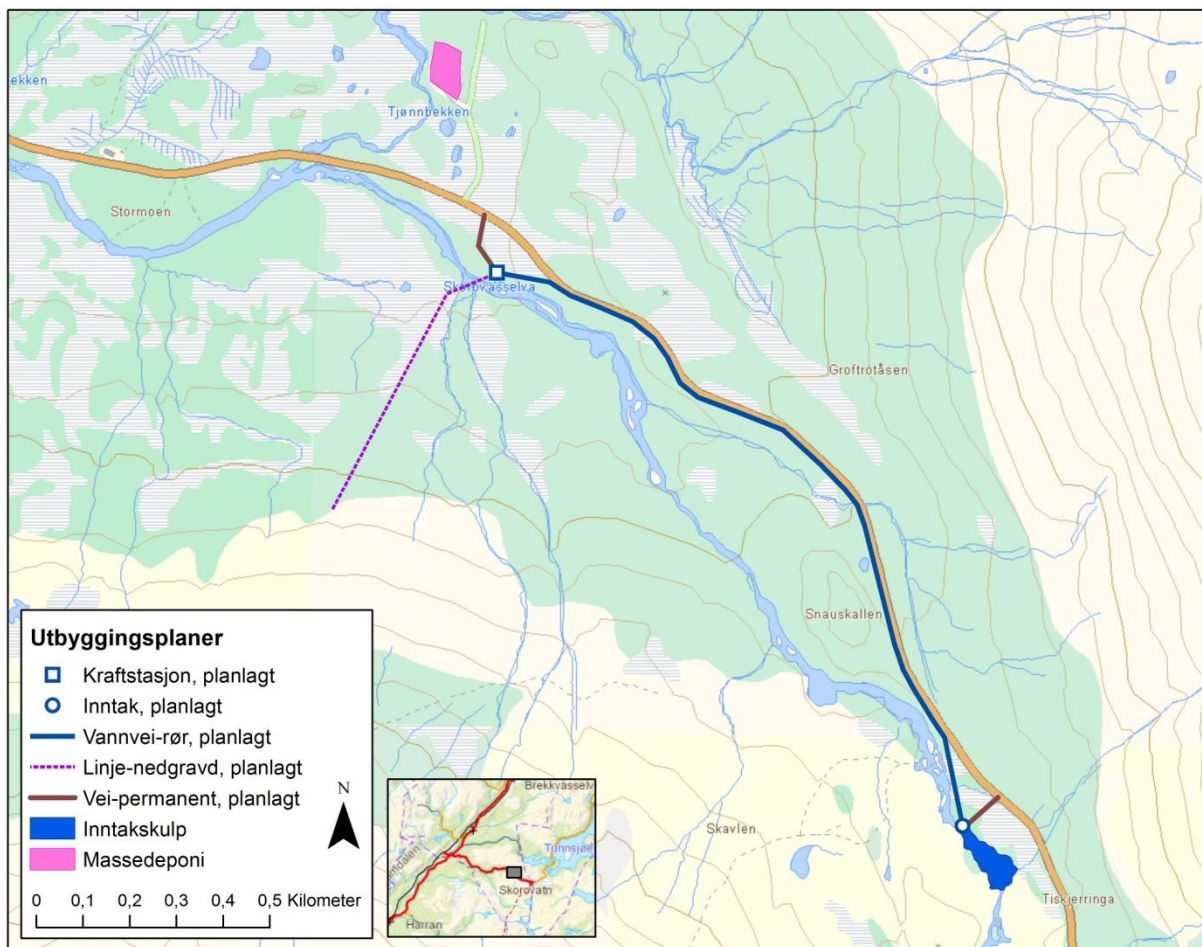 ekken
Tjønnbekken
Stormoen
Skorovasselva
Groftrotåsen
Snauskallen
Skavlen
Tiskjerringa
Utbyggingsplaner
Kraftstasjon, planlagt
Inntak, planlagt
Vannvei-rør, planlagt
Linje-nedgravd, planlagt
Vei-permanent, planlagt
Inntakskulp
Massedeponi
N
0 0,1 0,2 0,3 0,4 0,5 Kilometer
Brekkvasselv
mdalen
Tunnsjøe
Skorovatn
Harran